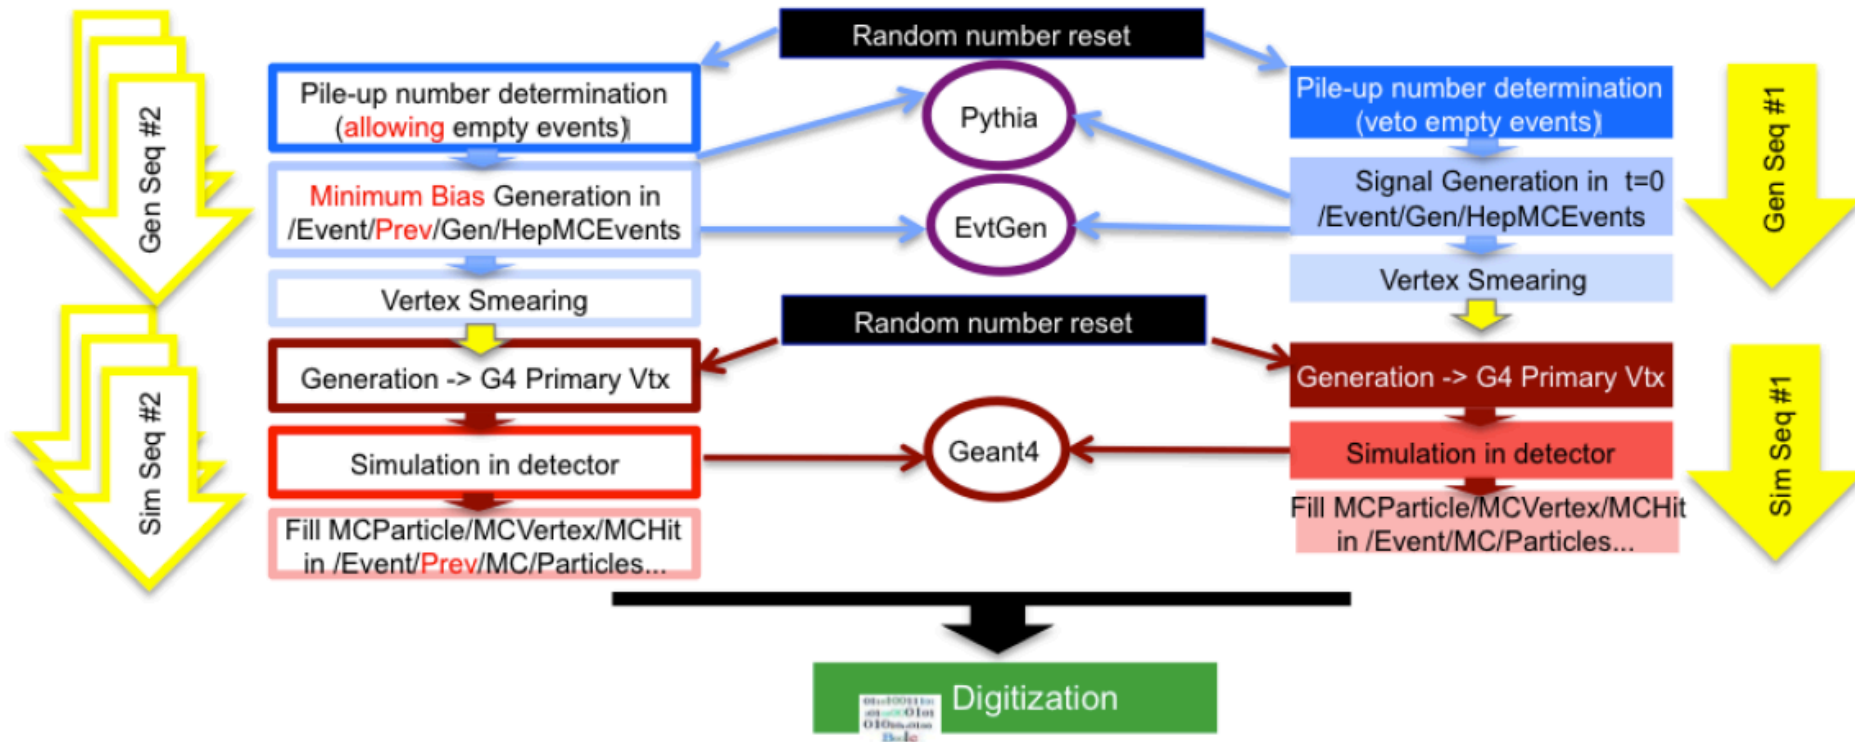 Random number reset
Gen Seq #2
Pile-up number determination
(allowing empty events)
Minimum Bias Generation in
/Event/Prev/Gen/HepMCEvents
Vertex Smearing
Pythia
EvtGen
Pile-up number determination
(veto empty events)
Signal Generation in t=0
/Event/Gen/HepMCEvents
Vertex Smearing
Gen Seq #1
Random number reset
Sim Seq #2
Generation -> G4 Primary Vtx
Simulation in detector
Fill MCParticle/MCVertex/MCHit
in /Event/Prev/MC/Particles...
Geant4
Generation -> G4 Primary Vtx
Simulation in detector
Fill MCParticle/MCVertex/MCHit
in /Event/MC/Particles...
Sim Seq #1
Digitization
Boole